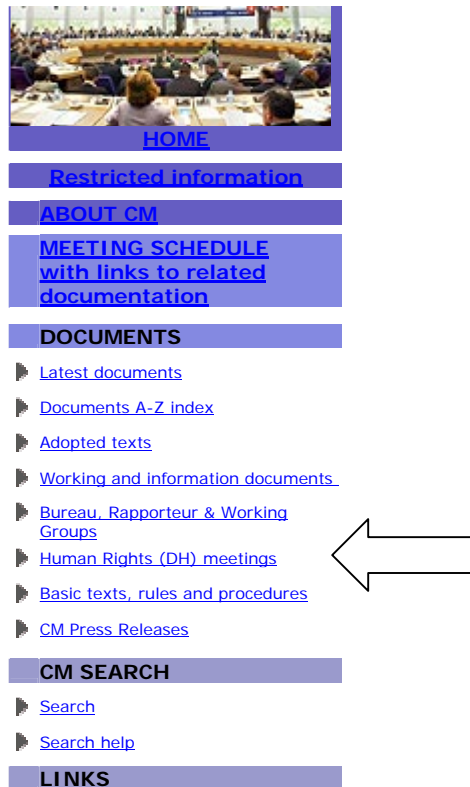 HOME
Restricted information
ABOUT CM
MEETING SCHEDULE
with links to related
documentation
DOCUMENTS
Latest documents
Documents A-Z index
Adopted texts
Working and information documents
Bureau, Rapporteur & Working
Groups
Human Rights (DH) meetings
Basic texts, rules and procedures
CM Press Releases
CM SEARCH
Search
Search help
LINKS